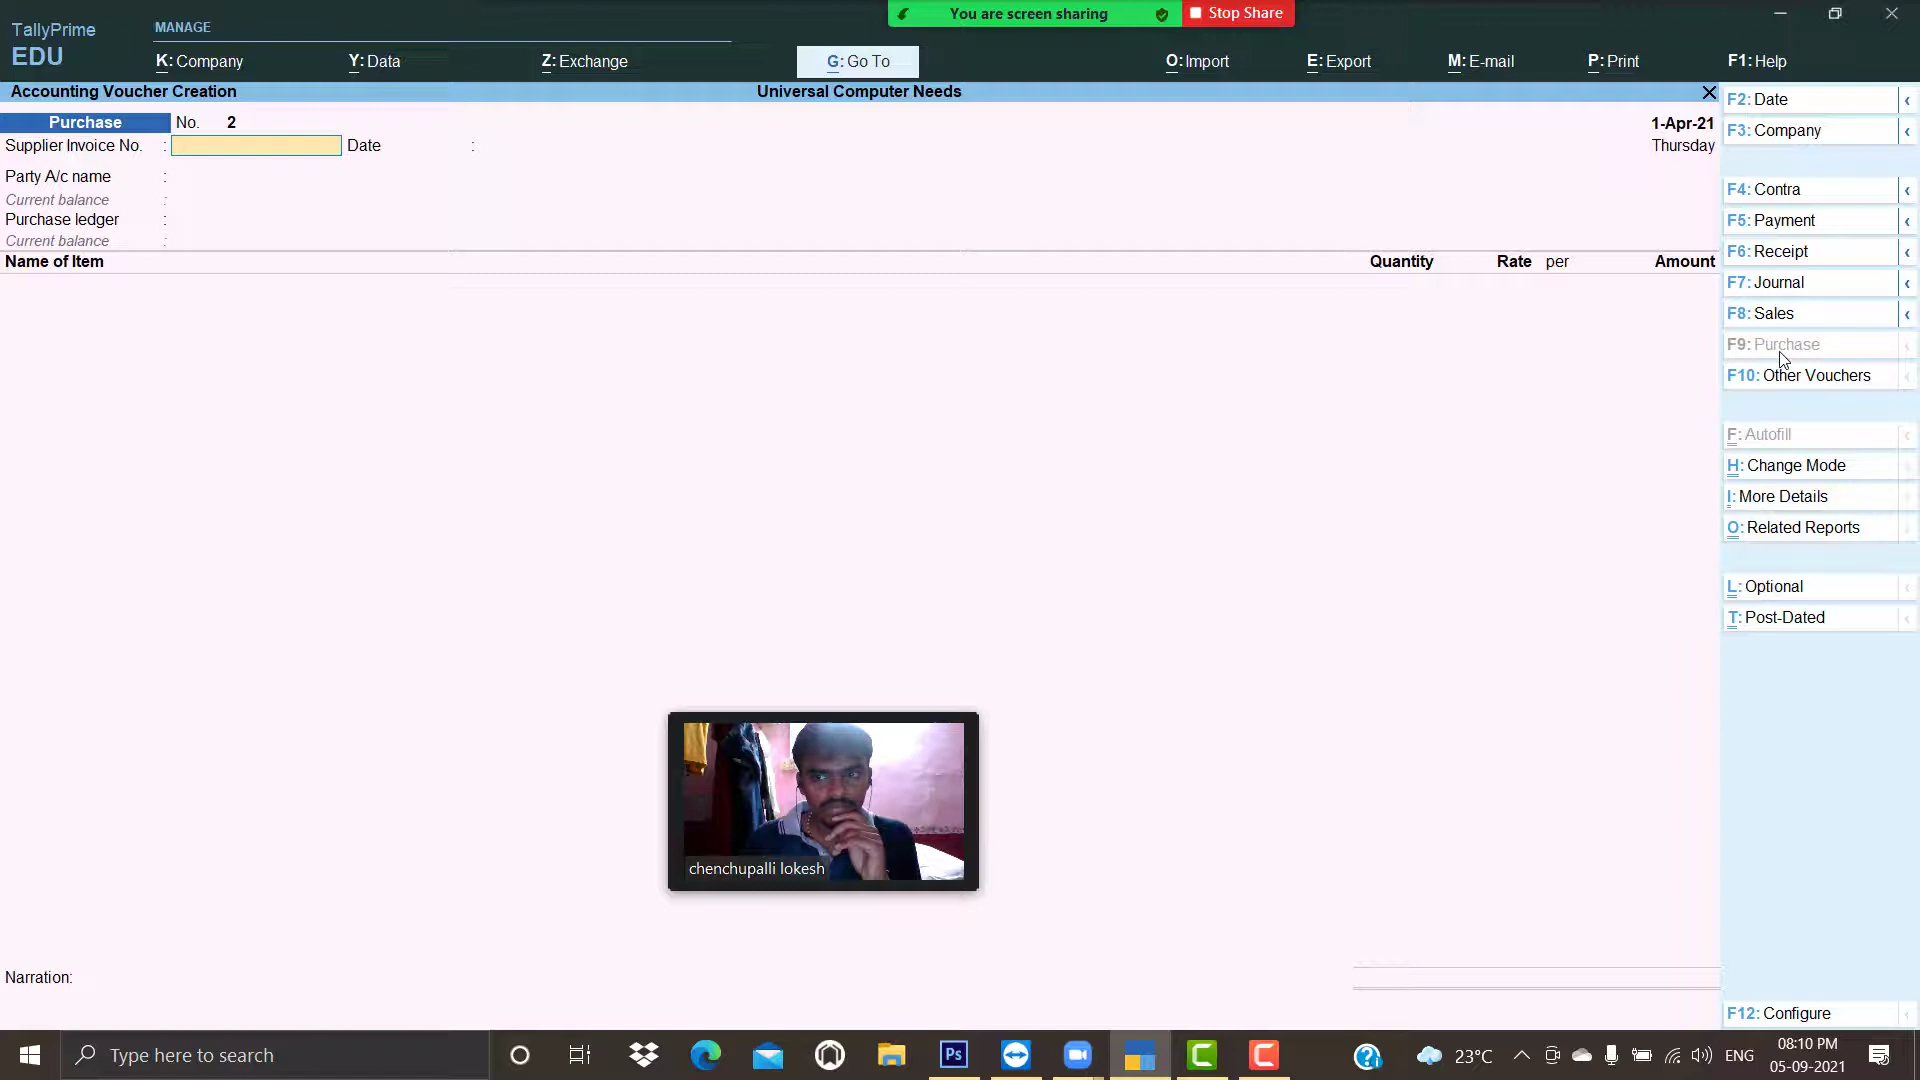 You are screen sharing
Stop Share
TallyPrime
EDU
MANAGE
K: Company
Y: Data
Z: Exchange
G: Go To
O: Import
E: Export
M: E-mail
P: Print
F1: Help
Accounting Voucher Creation
Universal Computer Needs
Purchase No. 2
1-Apr-21
Supplier Invoice No. :
Date :
Thursday
Party A/c name :
Current balance :
Purchase ledger :
Current balance :
Name of Item
Quantity
Rate per
Amount
F2: Date
F3: Company
F4: Contra
F5: Payment
F6: Receipt
F7: Journal
F8: Sales
F9: Purchase
F10: Other Vouchers
F: Autofill
H: Change Mode
I: More Details
O: Related Reports
L: Optional
T: Post-Dated
chenchupalli lokesh
Narration:
F12: Configure
Type here to search
Ps
23°C
ENG
08:10 PM
05-09-2021